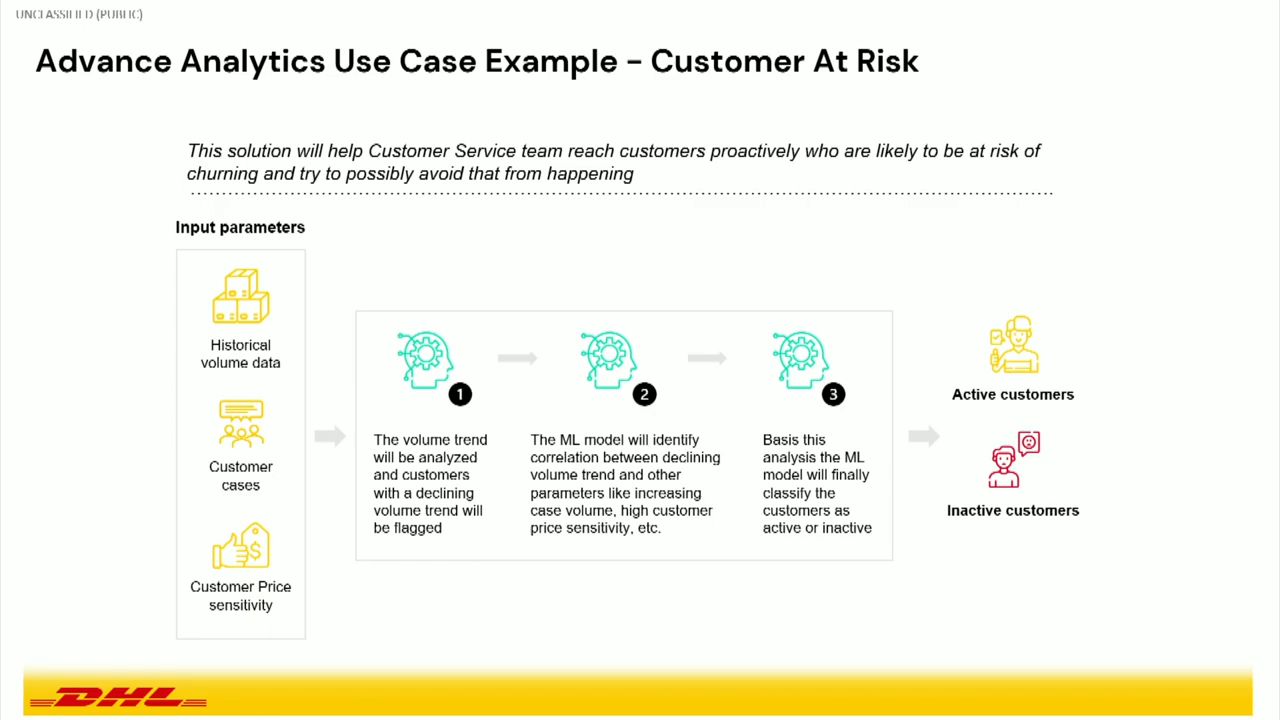 UNCLASSIFIED (PUBLIC)
Advance Analytics Use Case Example – Customer At Risk
This solution will help Customer Service team reach customers proactively who are likely to be at risk of
churning and try to possibly avoid that from happening
Input parameters
Historical
volume data
Customer
cases
Customer Price
sensitivity
1
The volume trend
will be analyzed
and customers
with a declining
volume trend will
be flagged
2
The ML model will identify
correlation between declining
volume trend and other
parameters like increasing
case volume, high customer
price sensitivity, etc.
3
Basis this
analysis the ML
model will finally
classify the
customers as
active or inactive
Active customers
Inactive customers
DHL